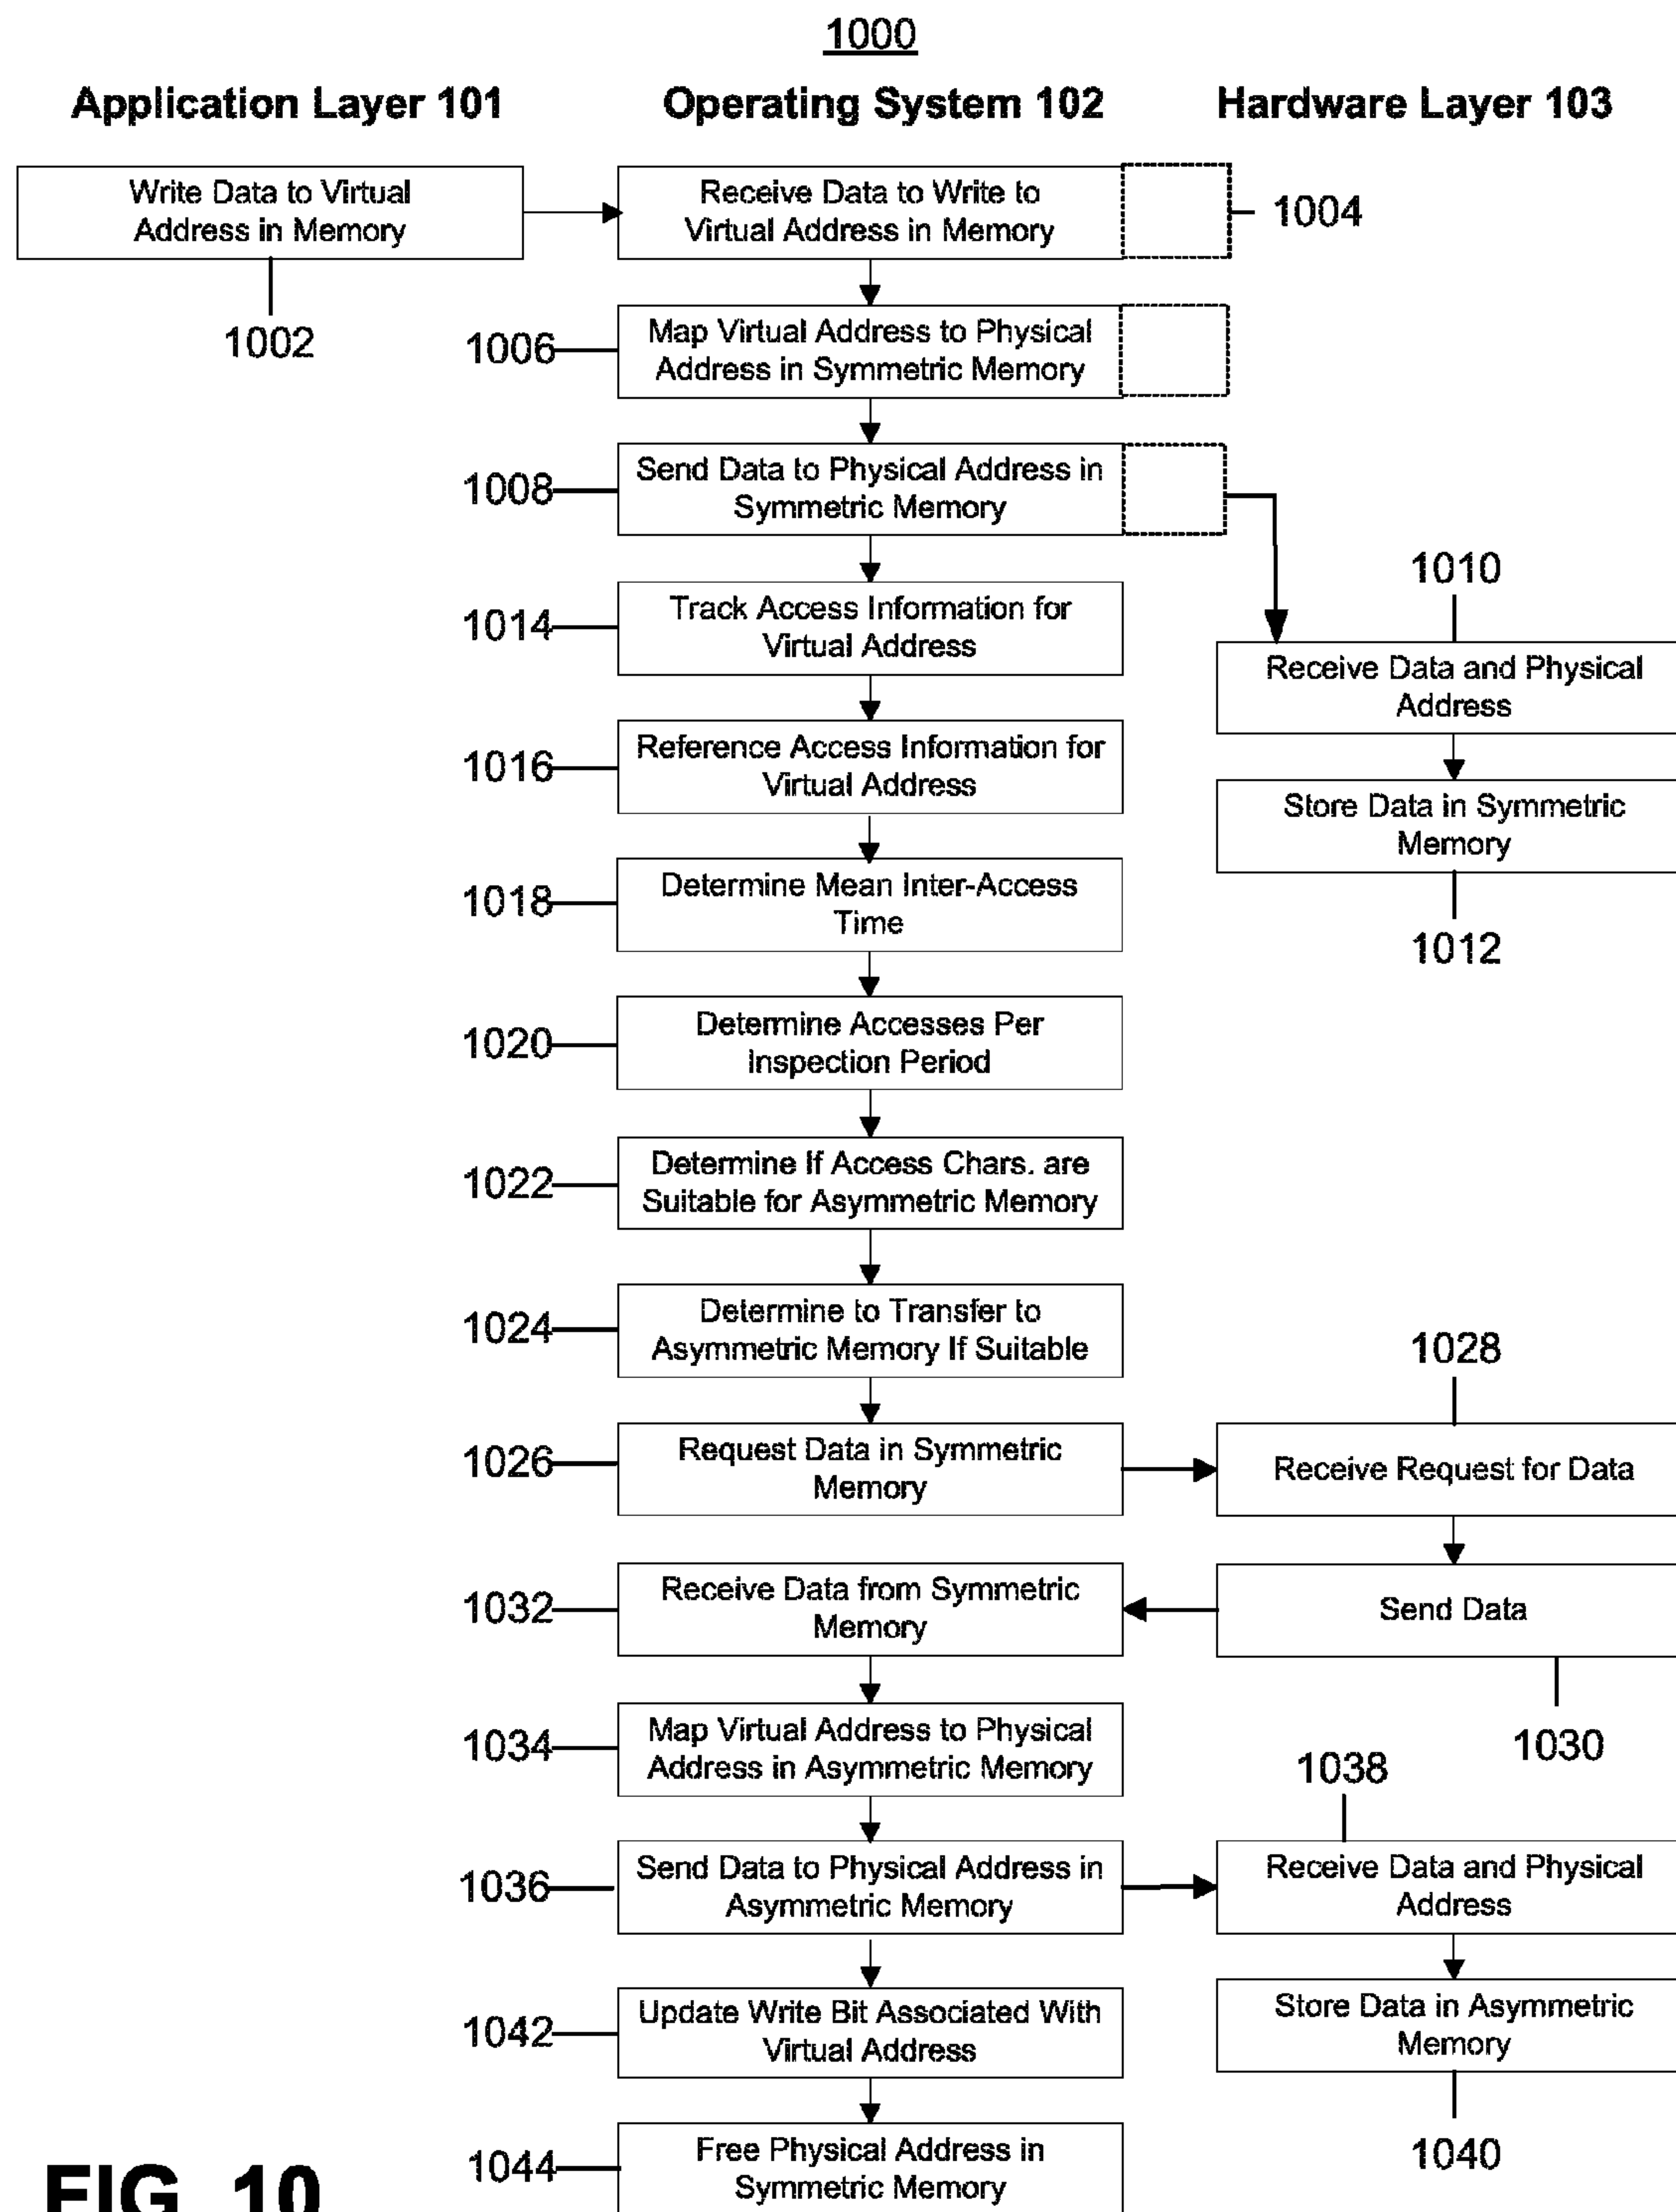 1000
Application Layer 101
Operating System 102
Hardware Layer 103
Write Data to Virtual
Address in Memory
1002
Receive Data to Write to
Virtual Address in Memory
1004
1006
Map Virtual Address to Physical
Address in Symmetric Memory
1008
Send Data to Physical Address in
Symmetric Memory
1010
Receive Data and Physical
Address
Store Data in Symmetric
Memory
1012
1014
Track Access Information for
Virtual Address
1016
Reference Access Information for
Virtual Address
1018
Determine Mean Inter-Access
Time
1020
Determine Accesses Per
Inspection Period
1022
Determine If Access Chars. are
Suitable for Asymmetric Memory
1024
Determine to Transfer to
Asymmetric Memory If Suitable
1026
Request Data in Symmetric
Memory
1028
Receive Request for Data
Send Data
1030
1032
Receive Data from Symmetric
Memory
1034
Map Virtual Address to Physical
Address in Asymmetric Memory
1036
Send Data to Physical Address in
Asymmetric Memory
1038
Receive Data and Physical
Address
Store Data in Asymmetric
Memory
1040
1042
Update Write Bit Associated With
Virtual Address
1044
Free Physical Address in
Symmetric Memory
FIG. 10